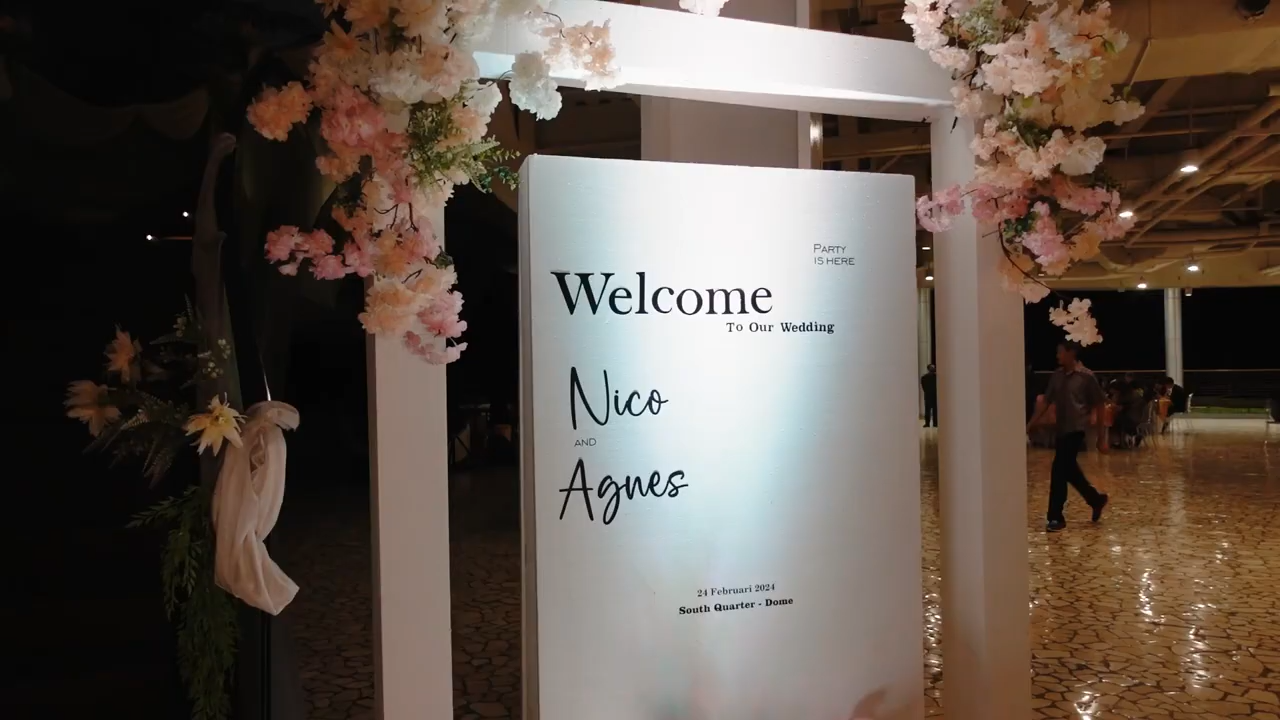 PARTY
IS HERE
Welcome
To Our Wedding
Nico
AND
Agnes
24 Februari 2024
South Quarter - Dome